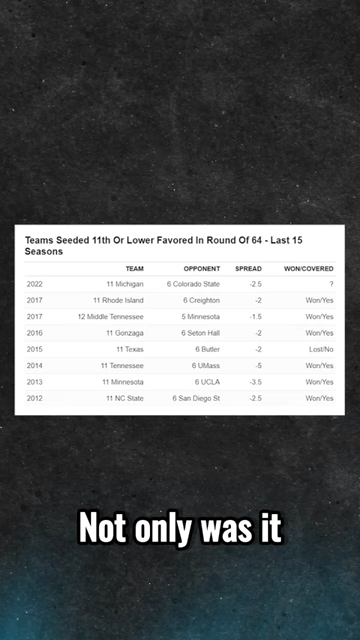 Teams Seeded 11th Or Lower Favored In Round Of 64 - Last 15
Seasons
TEAM OPPONENT SPREAD WON/COVERED
2022 11 Michigan 6 Colorado State -2.5 ?
2017 11 Rhode Island 6 Creighton -2 Won/Yes
2017 12 Middle Tennessee 5 Minnesota -1.5 Won/Yes
2016 11 Gonzaga 6 Seton Hall -2 Won/Yes
2015 11 Texas 6 Butler -2 Lost/No
2014 11 Tennessee 6 UMass -5 Won/Yes
2013 11 Minnesota 6 UCLA -3.5 Won/Yes
2012 11 NC State 6 San Diego St -2.5 Won/Yes
Not only was it